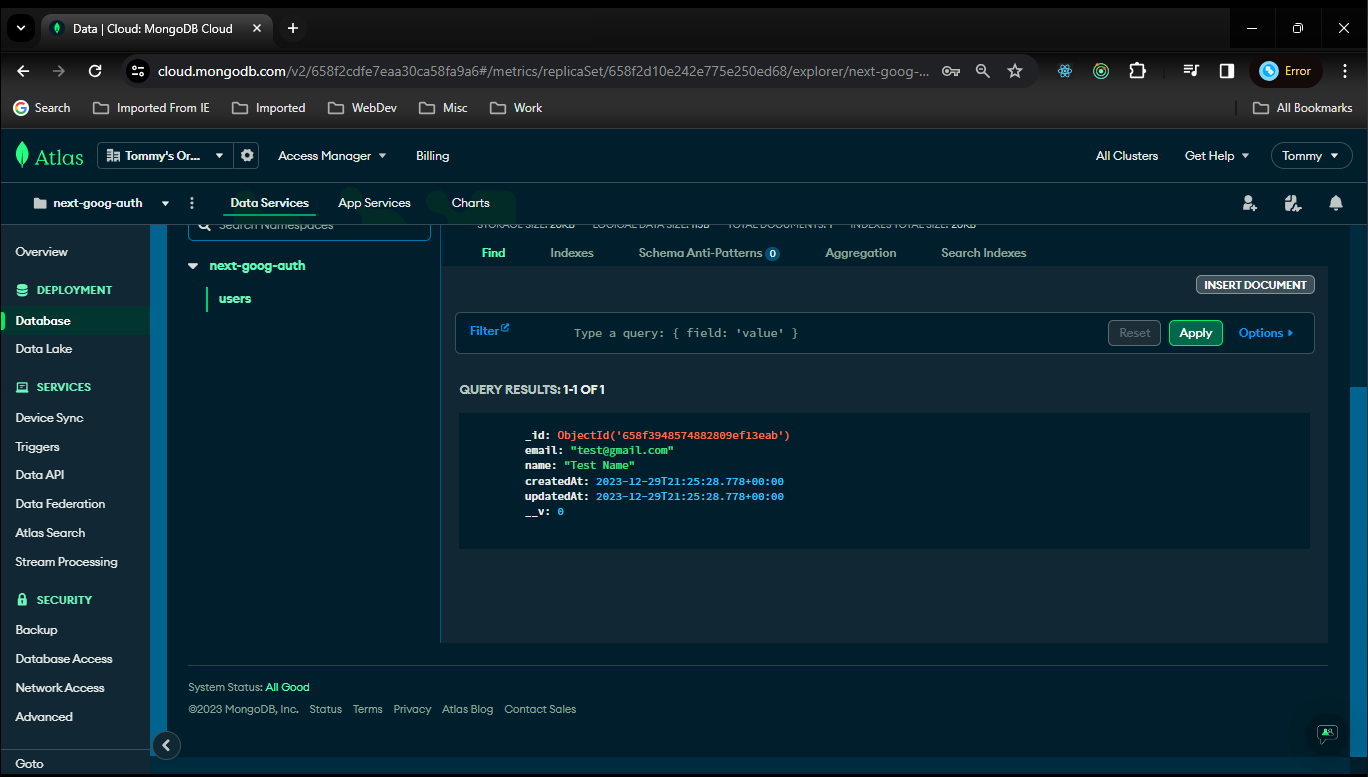 Data | Cloud: MongoDB Cloud
cloud.mongodb.com/v2/658f2cdfe7eaa30ca58fa9a6#/metrics/replicaSet/658f2d10e242e775e250ed68/explorer/next-goog-...
Error
Search Imported From IE Imported WebDev Misc Work All Bookmarks
Atlas Tommy's Or... Access Manager Billing All Clusters Get Help Tommy
next-goog-auth Data Services App Services Charts
Overview
DEPLOYMENT
Database
Data Lake
SERVICES
Device Sync
Triggers
Data API
Data Federation
Atlas Search
Stream Processing
SECURITY
Backup
Database Access
Network Access
Advanced
Goto
Search Namespaces
next-goog-auth
users
STORAGE SIZE: 20KB LOGICAL DATA SIZE: 115B TOTAL DOCUMENTS: 1 INDEXES TOTAL SIZE: 20KB
Find Indexes Schema Anti-Patterns 0 Aggregation Search Indexes
INSERT DOCUMENT
Filter Type a query: { field: 'value' } Reset Apply Options
QUERY RESULTS: 1-1 OF 1
_id: ObjectId('658f3948574882809ef13eab')
email: "test@gmail.com"
name: "Test Name"
createdAt: 2023-12-29T21:25:28.778+00:00
updatedAt: 2023-12-29T21:25:28.778+00:00
__v: 0
System Status: All Good
©2023 MongoDB, Inc. Status Terms Privacy Atlas Blog Contact Sales